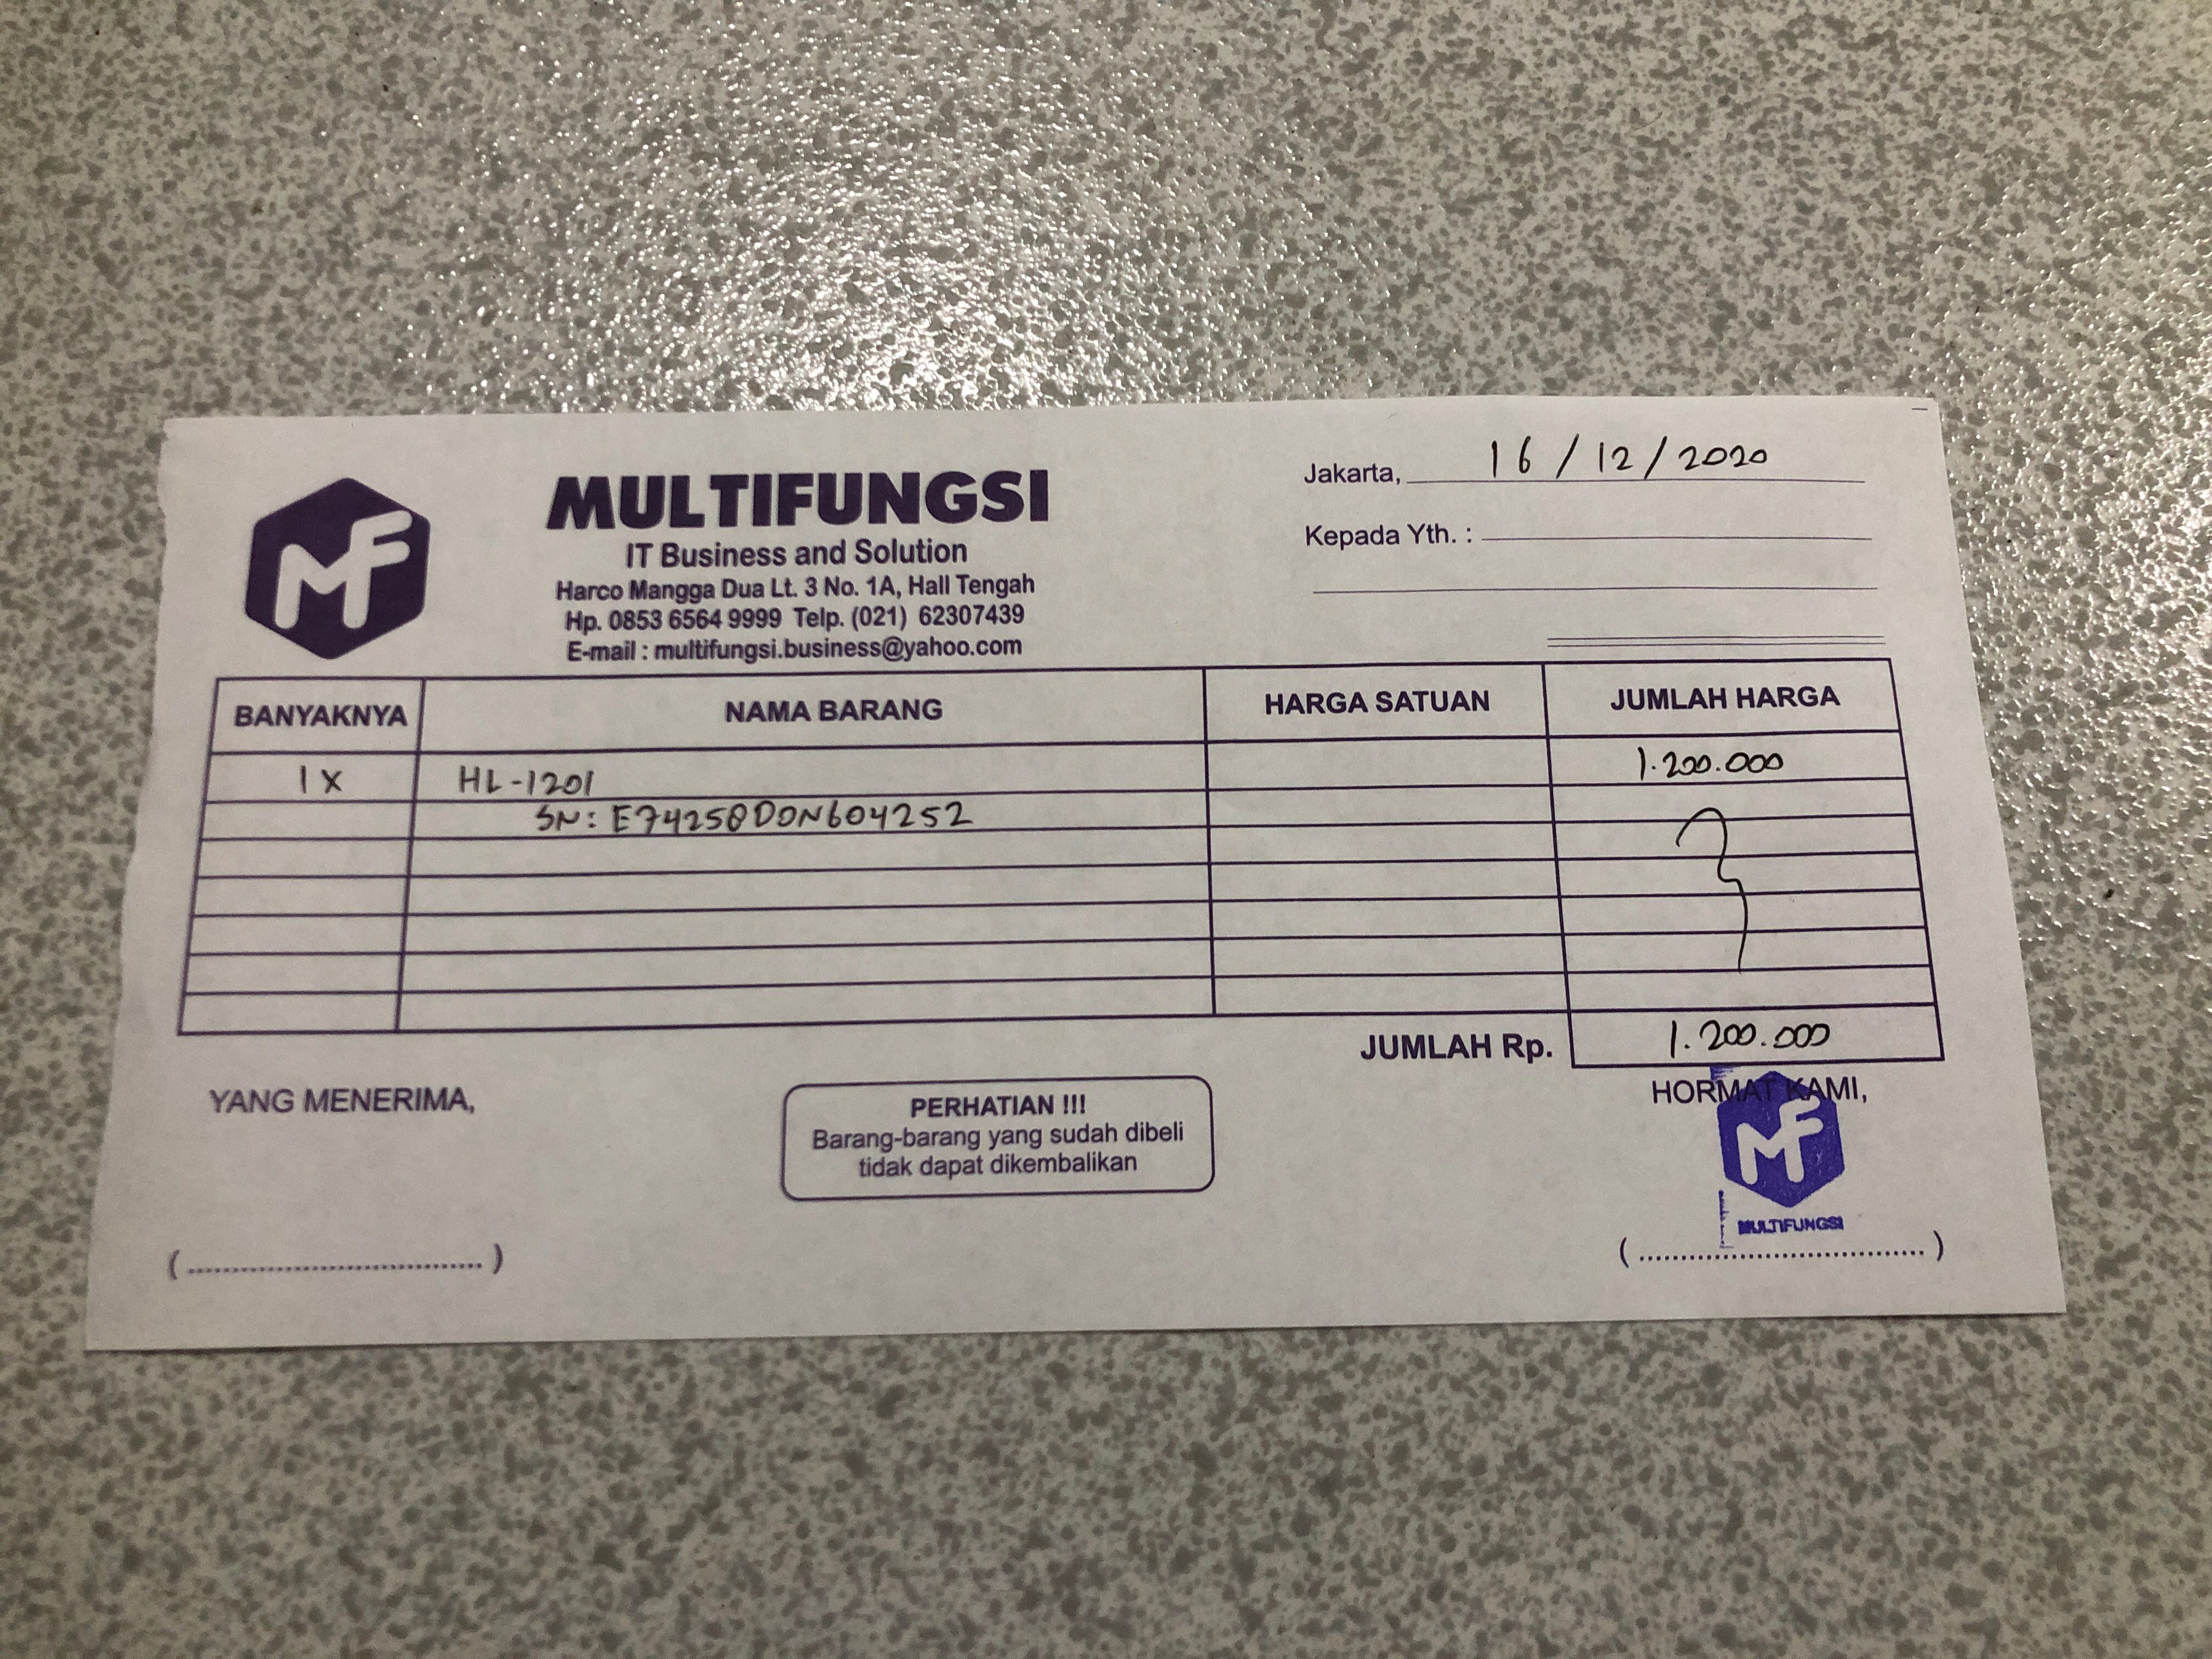 MF
MULTIFUNGSI
IT Business and Solution
Harco Mangga Dua Lt. 3 No. 1A, Hall Tengah
Hp. 0853 6564 9999 Telp. (021) 62307439
E-mail : multifungsi.business@yahoo.com
Jakarta, 16 / 12 / 2020
Kepada Yth. :
BANYAKNYA NAMA BARANG HARGA SATUAN JUMLAH HARGA
1 X HL-1201 1.200.000
SN: E74250D0N604252
JUMLAH Rp. 1.200.000
YANG MENERIMA,
PERHATIAN !!!
Barang-barang yang sudah dibeli
tidak dapat dikembalikan
HORMAT KAMI,
MF
MULTIFUNGSI
(....................................)
(....................................)